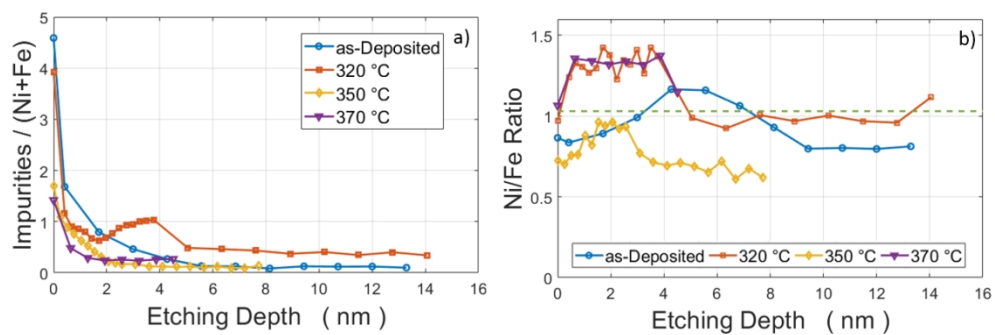 a)
Impurities / (Ni+Fe)
5
4
3
2
1
0
as-Deposited
320 °C
350 °C
370 °C
0 2 4 6 8 10 12 14 16
Etching Depth ( nm )
b)
Ni/Fe Ratio
1.5
1
0.5
0
as-Deposited 320 °C 350 °C 370 °C
0 2 4 6 8 10 12 14 16
Etching Depth ( nm )